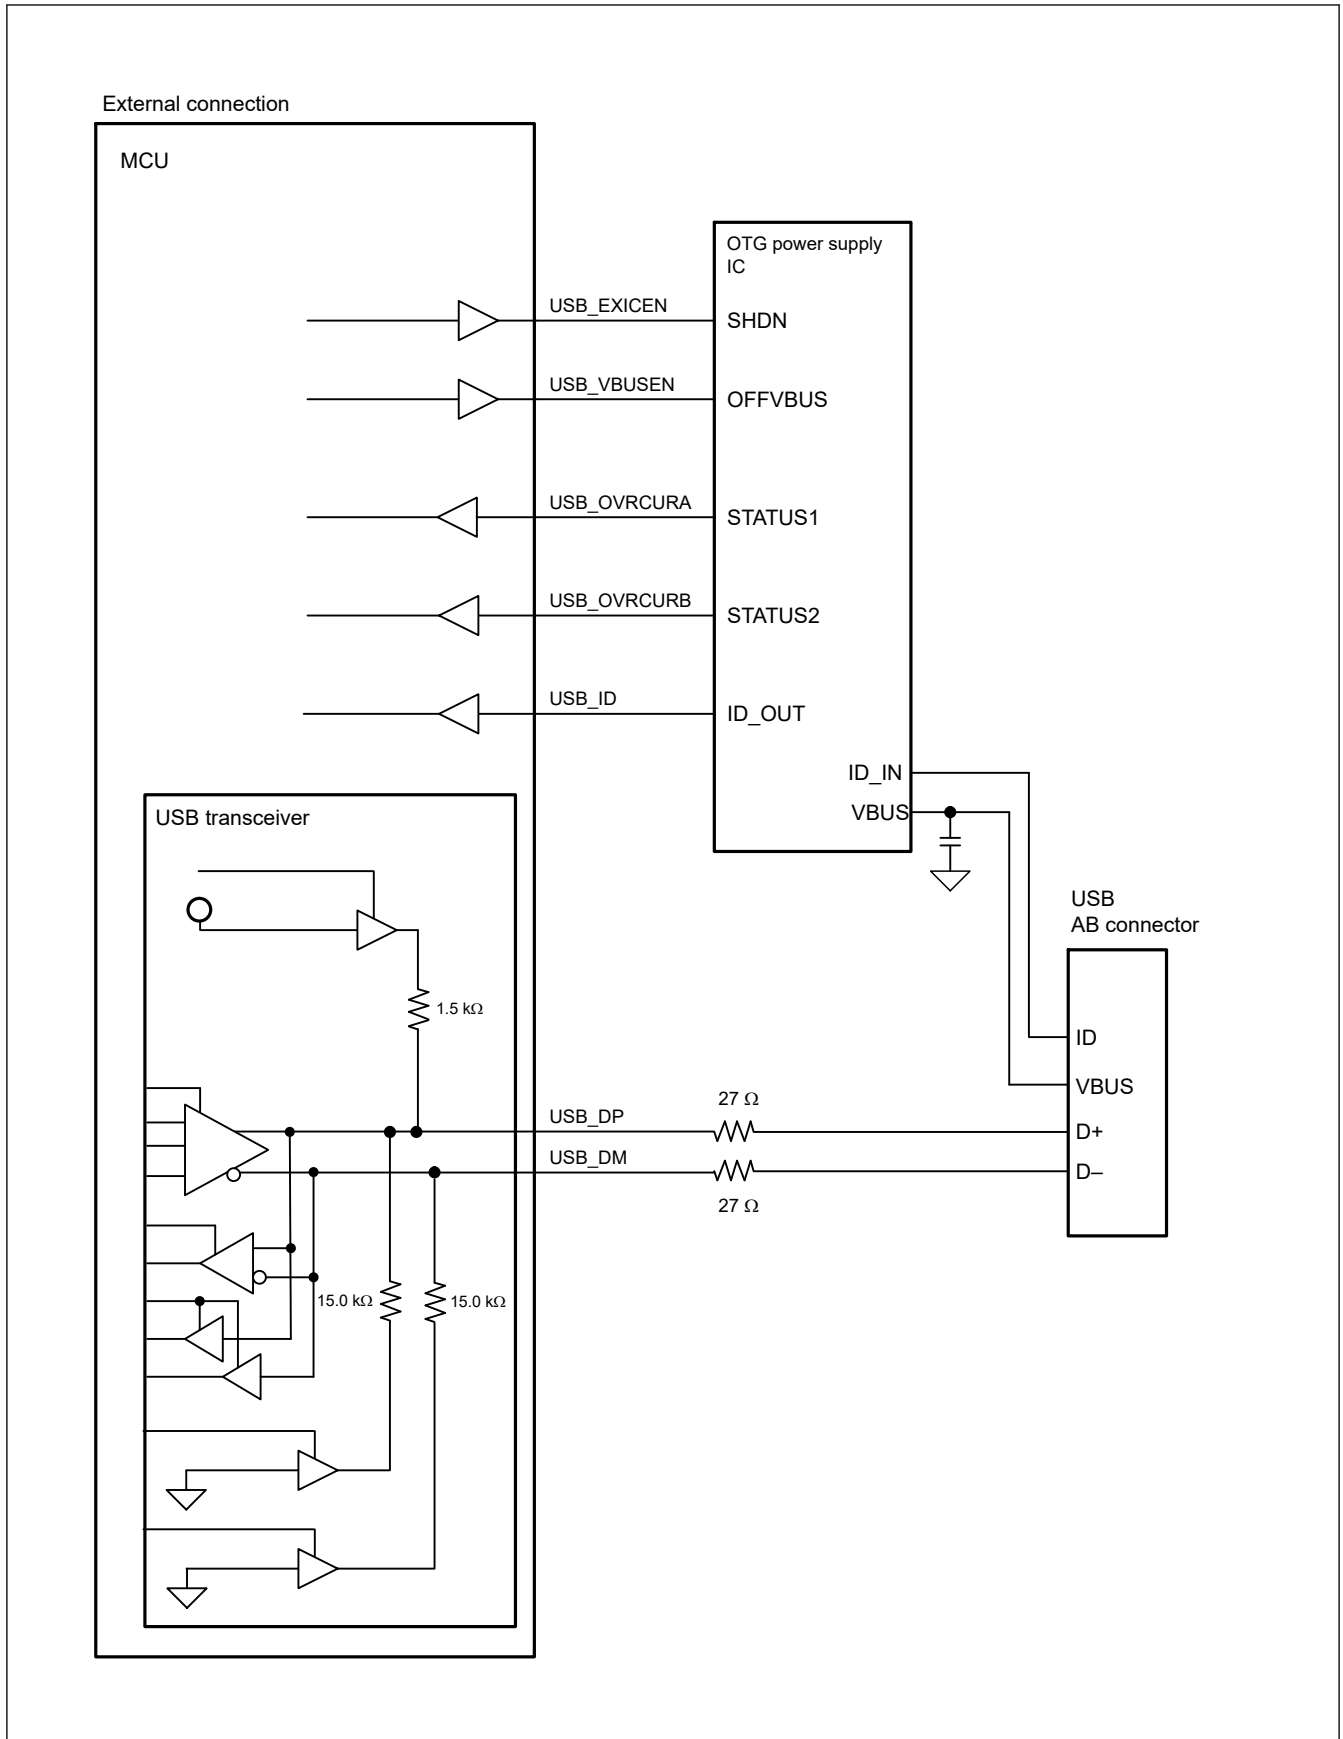 External connection
MCU
OTG power supply
IC
USB_EXICEN
SHDN
USB_VBUSEN
OFFVBUS
USB_OVRCURA
STATUS1
USB_OVRCURB
STATUS2
USB_ID
ID_OUT
ID_IN
VBUS
USB transceiver
USB
AB connector
1.5 kΩ
ID
VBUS
27 Ω
USB_DP
D+
USB_DM
D–
27 Ω
15.0 kΩ
15.0 kΩ